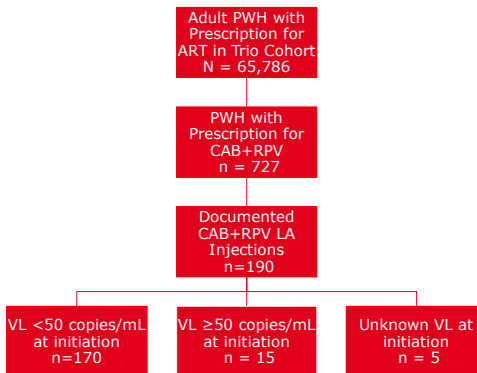 Adult PWH with
Prescription for
ART in Trio Cohort
N = 65,786
PWH with
Prescription for
CAB+RPV
n = 727
Documented
CAB+RPV LA
Injections
n=190
VL <50 copies/mL
at initiation
n=170
VL ≥50 copies/mL
at initiation
n = 15
Unknown VL at
initiation
n = 5